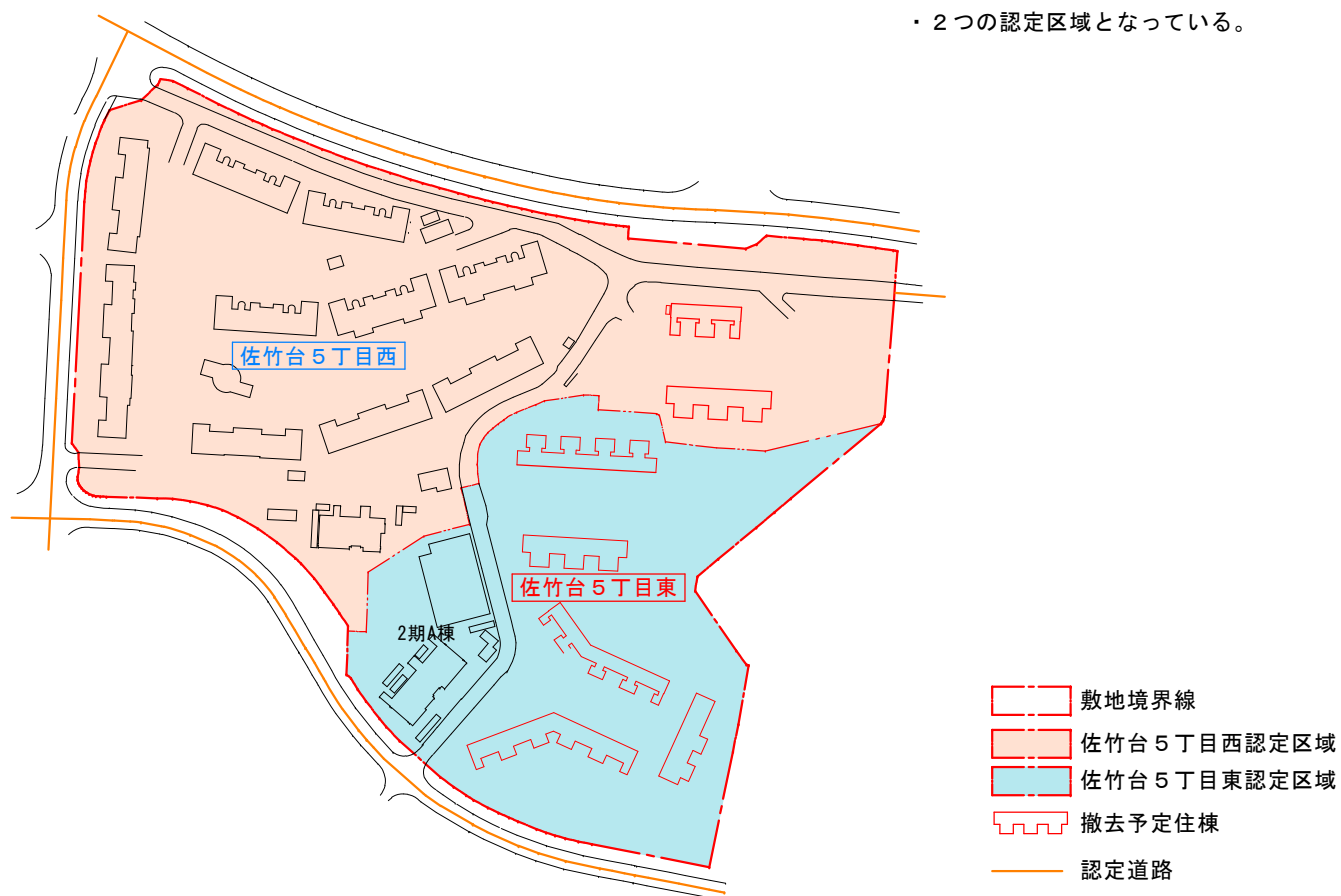 ・２つの認定区域となっている。
佐竹台５丁目西
佐竹台５丁目東
2期A棟
敷地境界線
佐竹台５丁目西認定区域
佐竹台５丁目東認定区域
撤去予定住棟
認定道路